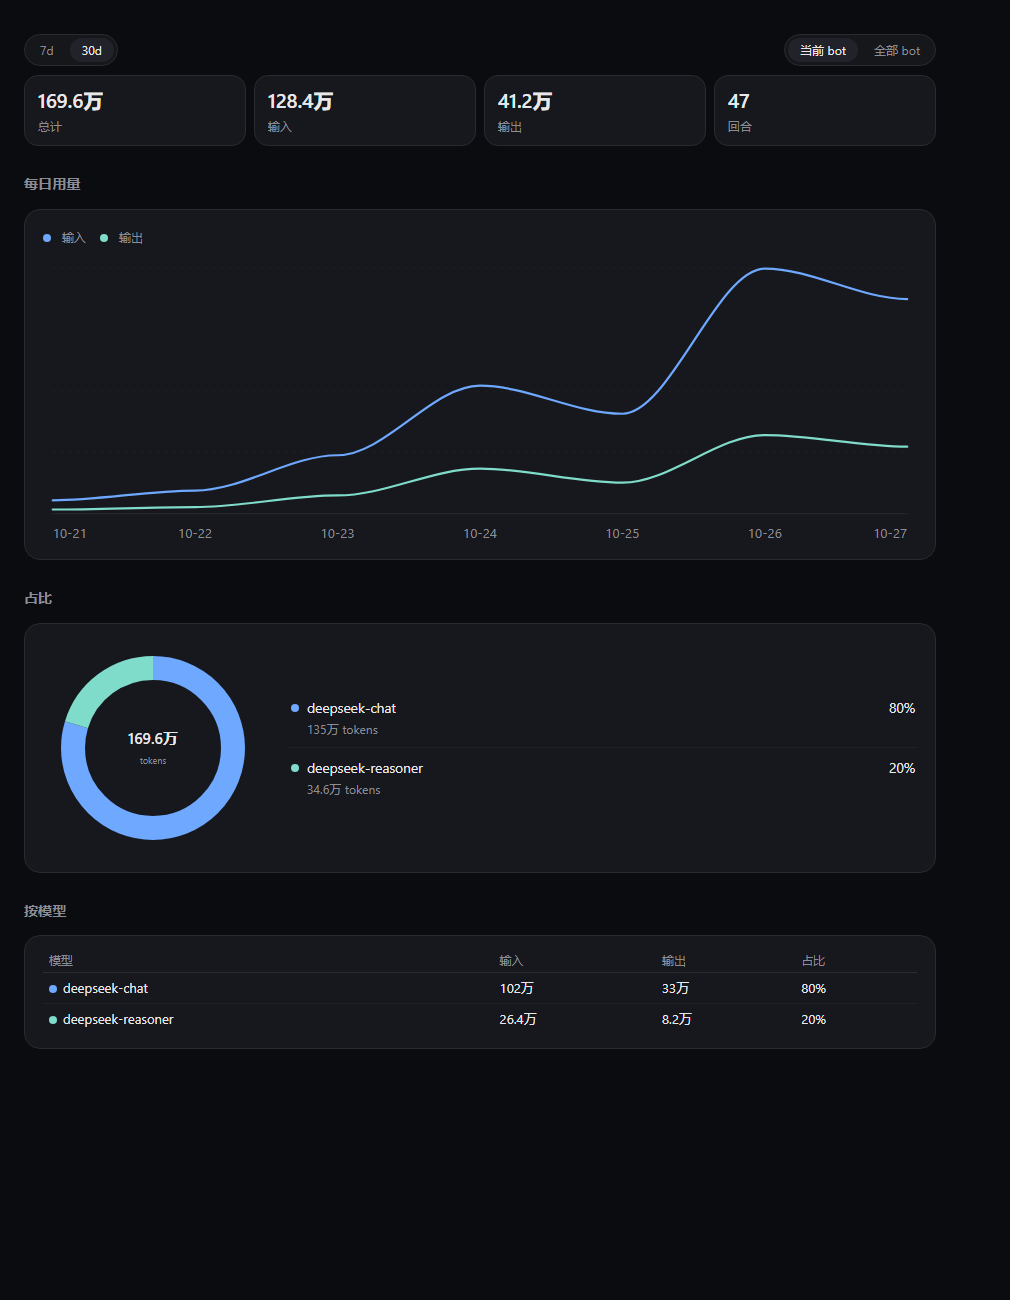 7d 30d 当前 bot 全部 bot
169.6万 128.4万 41.2万 47
总计 输入 输出 回合
每日用量
输入 输出
10-21 10-22 10-23 10-24 10-25 10-26 10-27
占比
169.6万
tokens
deepseek-chat 80%
135万 tokens
deepseek-reasoner 20%
34.6万 tokens
按模型
模型 输入 输出 占比
deepseek-chat 102万 33万 80%
deepseek-reasoner 26.4万 8.2万 20%